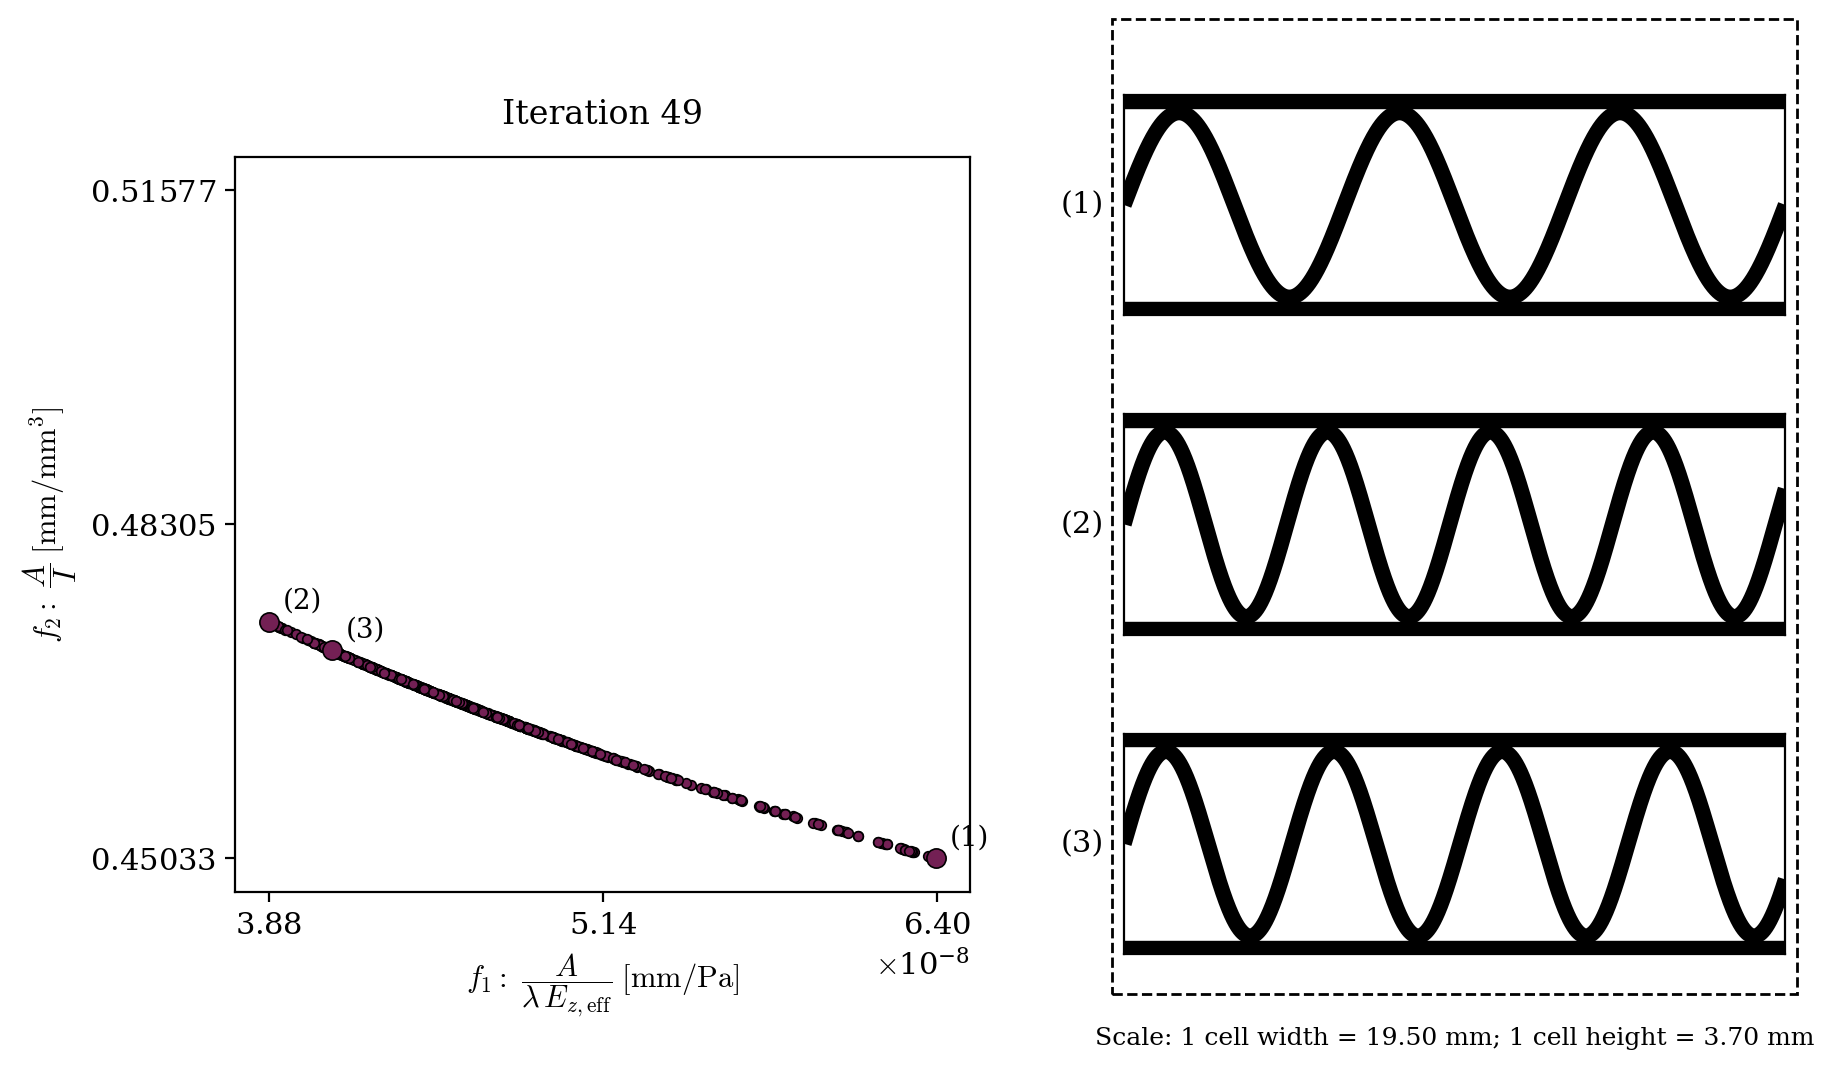 Iteration 49
0.51577
0.48305
0.45033
f₂: A/I [mm/mm³]
(2)
(3)
(1)
3.88 5.14 6.40
×10⁻⁸
f₁: A/(λ E_{z,eff}) [mm/Pa]
(1)
(2)
(3)
Scale: 1 cell width = 19.50 mm; 1 cell height = 3.70 mm